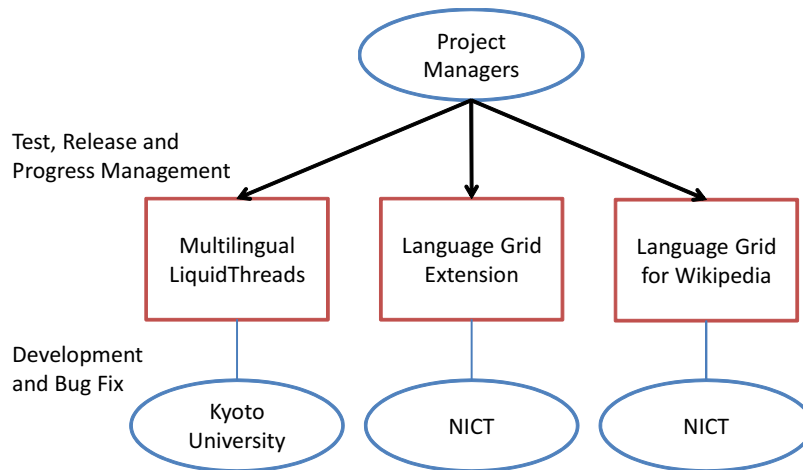 Project
Managers
Test, Release and
Progress Management
Multilingual
LiquidThreads
Language Grid
Extension
Language Grid
for Wikipedia
Development
and Bug Fix
Kyoto
University
NICT
NICT